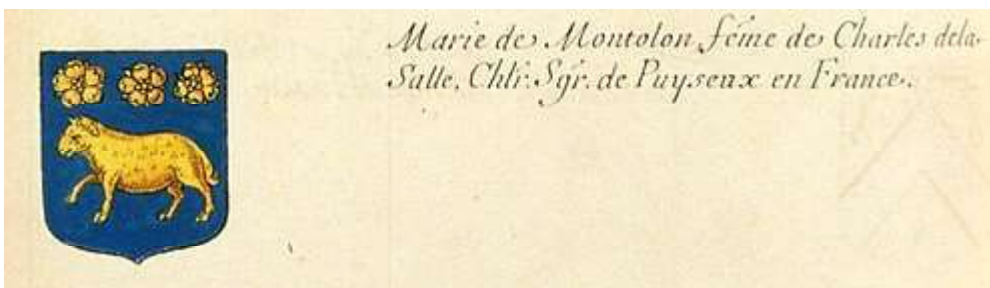 Marie de Montolon féme de Charles dela
Salle, Chlr. Sgr. de Puyseux en France.